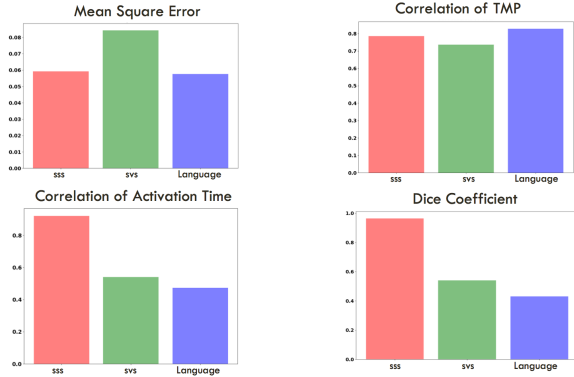 Mean Square Error
0.08
0.07
0.06
0.05
0.04
0.03
0.02
0.01
0.00
sss
svs
Language
Correlation of TMP
0.8
0.7
0.6
0.5
0.4
0.3
0.2
0.1
0.0
sss
svs
Language
Correlation of Activation Time
0.8
0.6
0.4
0.2
0.0
sss
svs
Language
Dice Coefficient
1.0
0.8
0.6
0.4
0.2
0.0
sss
svs
Language